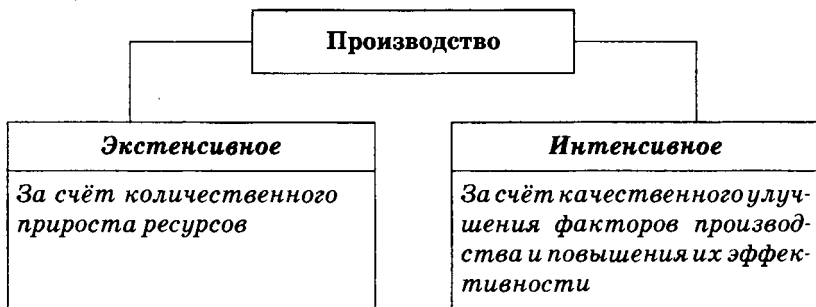 Производство
Экстенсивное
За счёт количественного
прироста ресурсов
Интенсивное
За счёт качественного улуч-
шения факторов производ-
ства и повышения их эффек-
тивности